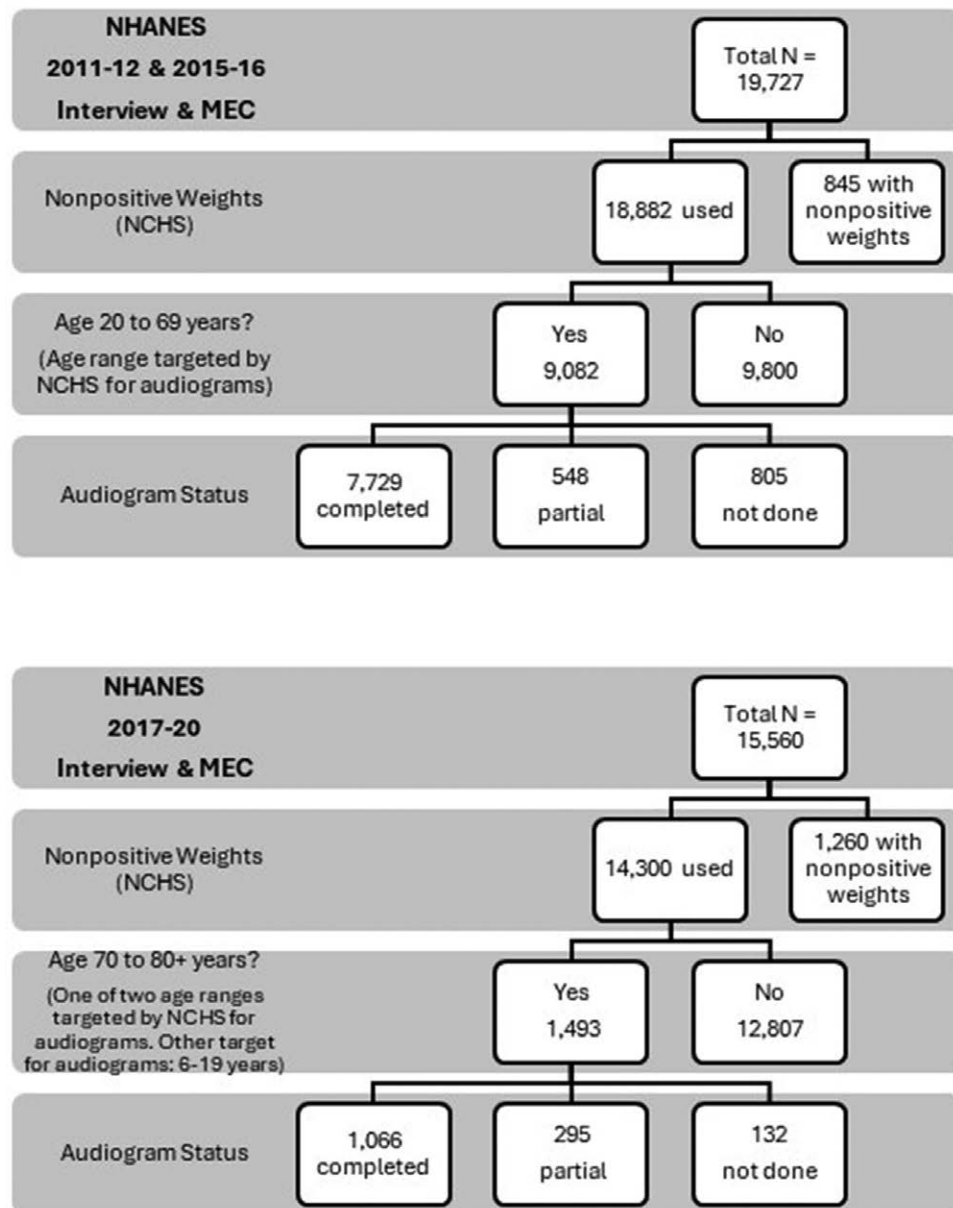 NHANES
2011-12 & 2015-16
Interview & MEC
Total N =
19,727
Nonpositive Weights
(NCHS)
18,882 used
845 with
nonpositive
weights
Age 20 to 69 years?
(Age range targeted by
NCHS for audiograms)
Yes
9,082
No
9,800
Audiogram Status
7,729
completed
548
partial
805
not done
NHANES
2017-20
Interview & MEC
Total N =
15,560
Nonpositive Weights
(NCHS)
14,300 used
1,260 with
nonpositive
weights
Age 70 to 80+ years?
(One of two age ranges
targeted by NCHS for
audiograms. Other target
for audiograms: 6-19 years)
Yes
1,493
No
12,807
Audiogram Status
1,066
completed
295
partial
132
not done